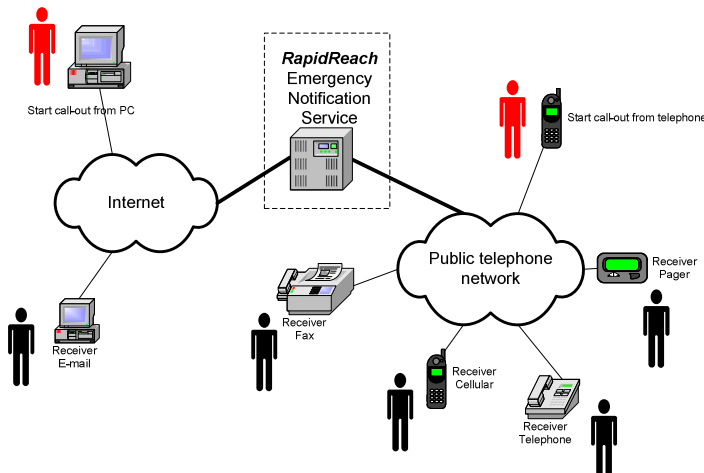 RapidReach
Emergency
Notification
Service
Start call-out from PC
Start call-out from telephone
Internet
Public telephone
network
Receiver
Pager
Receiver
Fax
Receiver
E-mail
Receiver
Cellular
Receiver
Telephone